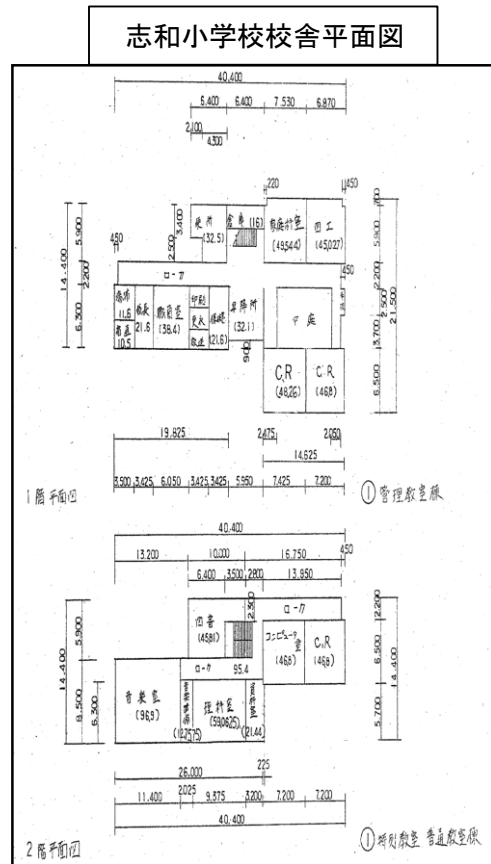 志和小学校校舎平面図
40.400
6.400 6.400 7.530 6.870
2.100
4.300
220 450
3.400
便所 倉庫 (16) 家庭科室 図工
(32.5) (49.544) (45.027)
14.400 5.900 2.200 6.300
450
2.500
ローカ
校長 職員室 印刷
11.6 21.6 (38.4) (21.6)
10.5
昇降所
(32.1)
中庭
900
C.R C.R
(48.26) (46.8)
5.900 2.200 2.500 13.700 6.500 21.500
450
19.825 2.475 2.050
14.625
3.500 3.425 6.050 3.425 3.425 5.950 7.425 7.200
1階平面図 ① 管理教室棟
40.400
13.200 10.000 16.750 450
6.400 3.500 2.800 13.950
2.300
図書 ローカ
(45.81)
コンピュータ室 C.R
(46.8) (46.8)
ローカ 95.4
音楽室 理科室
(96.9) (59.0625)
(12.7575) (21.44)
14.400 5.900 8.500 6.300
2.200 6.500 5.700 14.400
225
26.000
2.025
11.400 9.375 3.200 7.200 7.200
40.400
2階平面図 ① 特別教室 普通教室棟